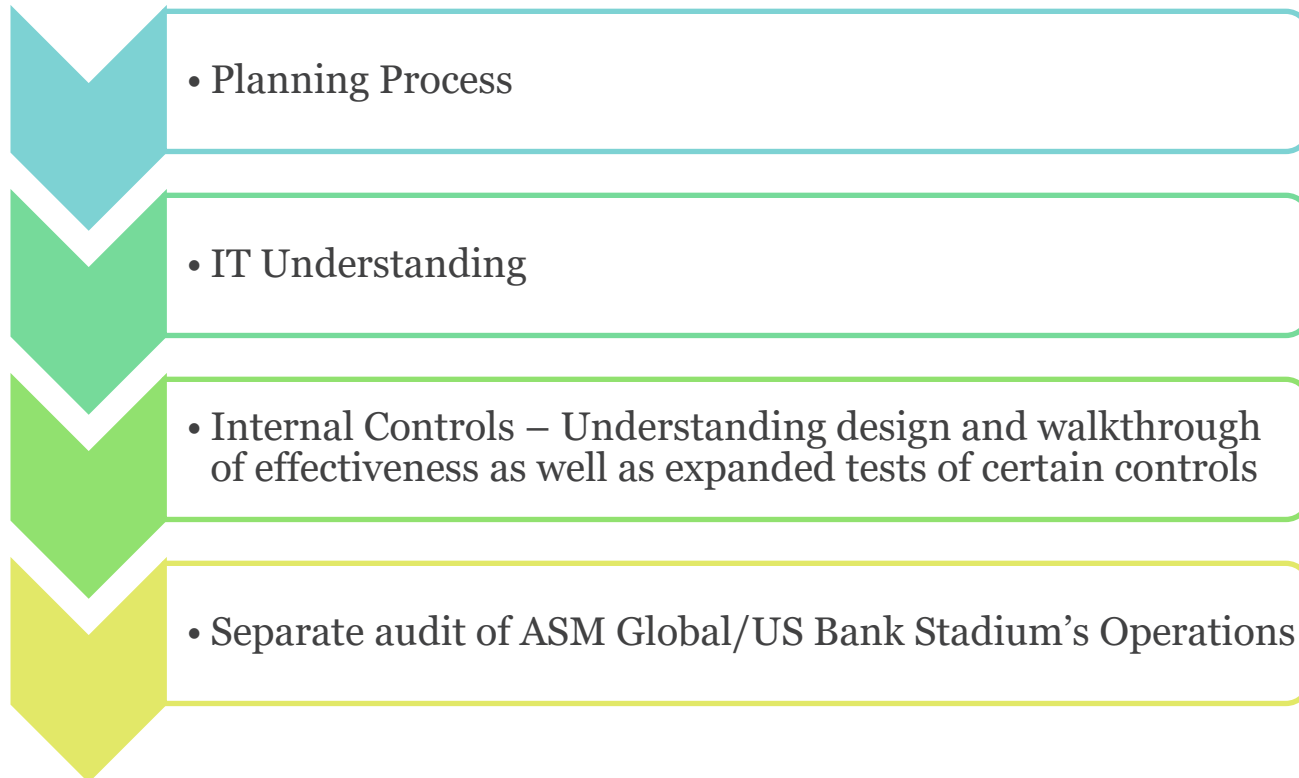 • Planning Process
• IT Understanding
• Internal Controls – Understanding design and walkthrough
of effectiveness as well as expanded tests of certain controls
• Separate audit of ASM Global/US Bank Stadium’s Operations